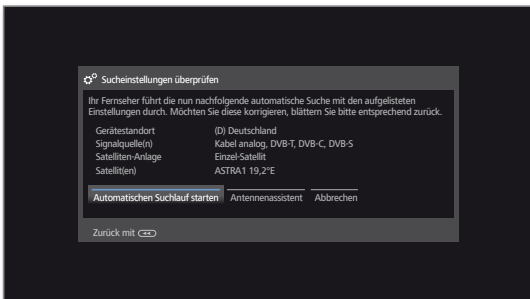 Sucheinstellungen überprüfen
Ihr Fernseher führt die nun nachfolgende automatische Suche mit den aufgelisteten
Einstellungen durch. Möchten Sie diese korrigieren, blättern Sie bitte entsprechend zurück.
Gerätestandort (D) Deutschland
Signalquelle(n) Kabel analog, DVB-T, DVB-C, DVB-S
Satelliten-Anlage Einzel-Satellit
Satellit(en) ASTRA1 19,2°E
Automatischen Suchlauf starten Antennenassistent Abbrechen
Zurück mit